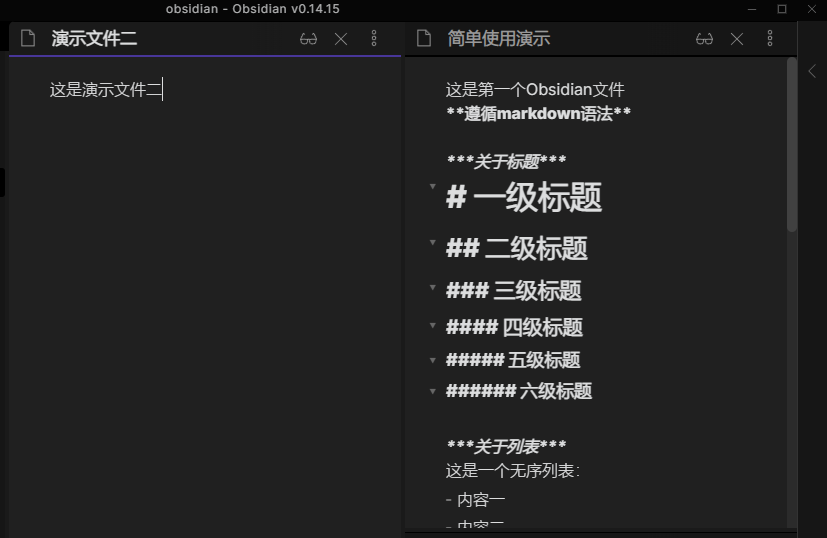 obsidian - Obsidian v0.14.15
演示文件二
这是演示文件二
简单使用演示
这是第一个Obsidian文件
**遵循markdown语法**
***关于标题***
# 一级标题
## 二级标题
### 三级标题
#### 四级标题
##### 五级标题
###### 六级标题
***关于列表***
这是一个无序列表：
- 内容一
- 内容二